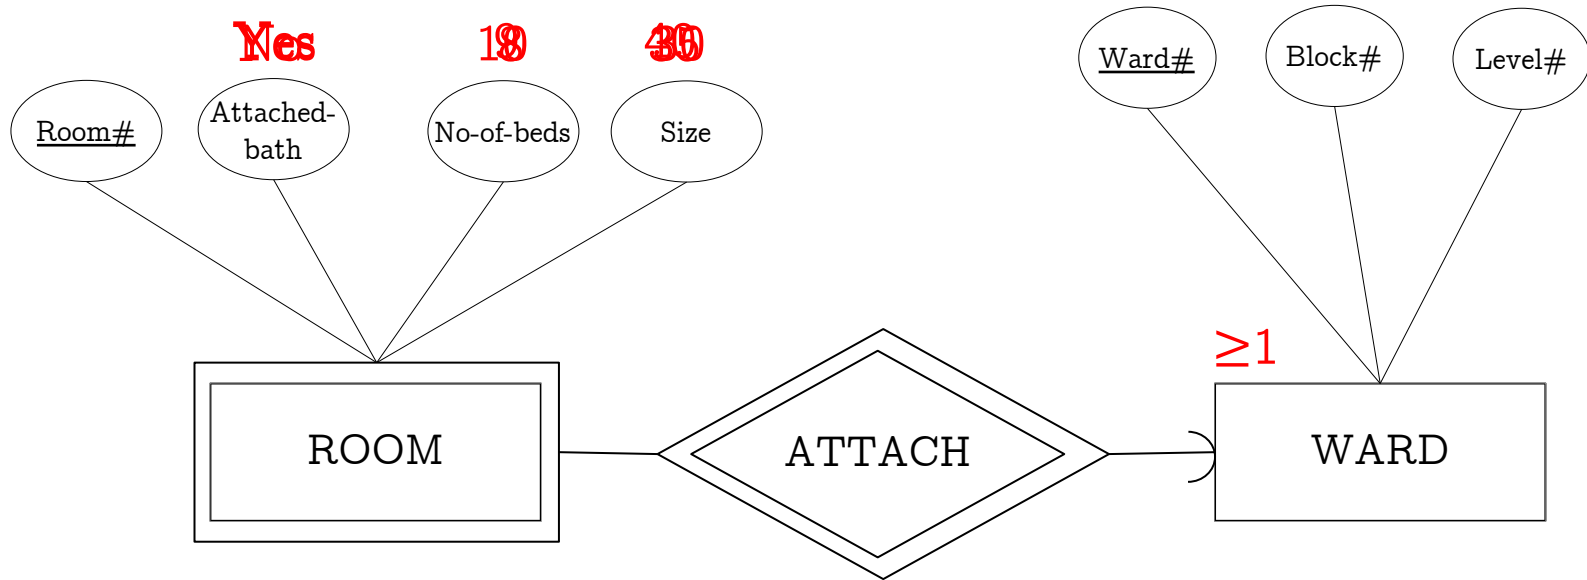 Ward#
Block#
Level#
Room#
Attached-
bath
No-of-beds
Size
≥1
ROOM
ATTACH
WARD